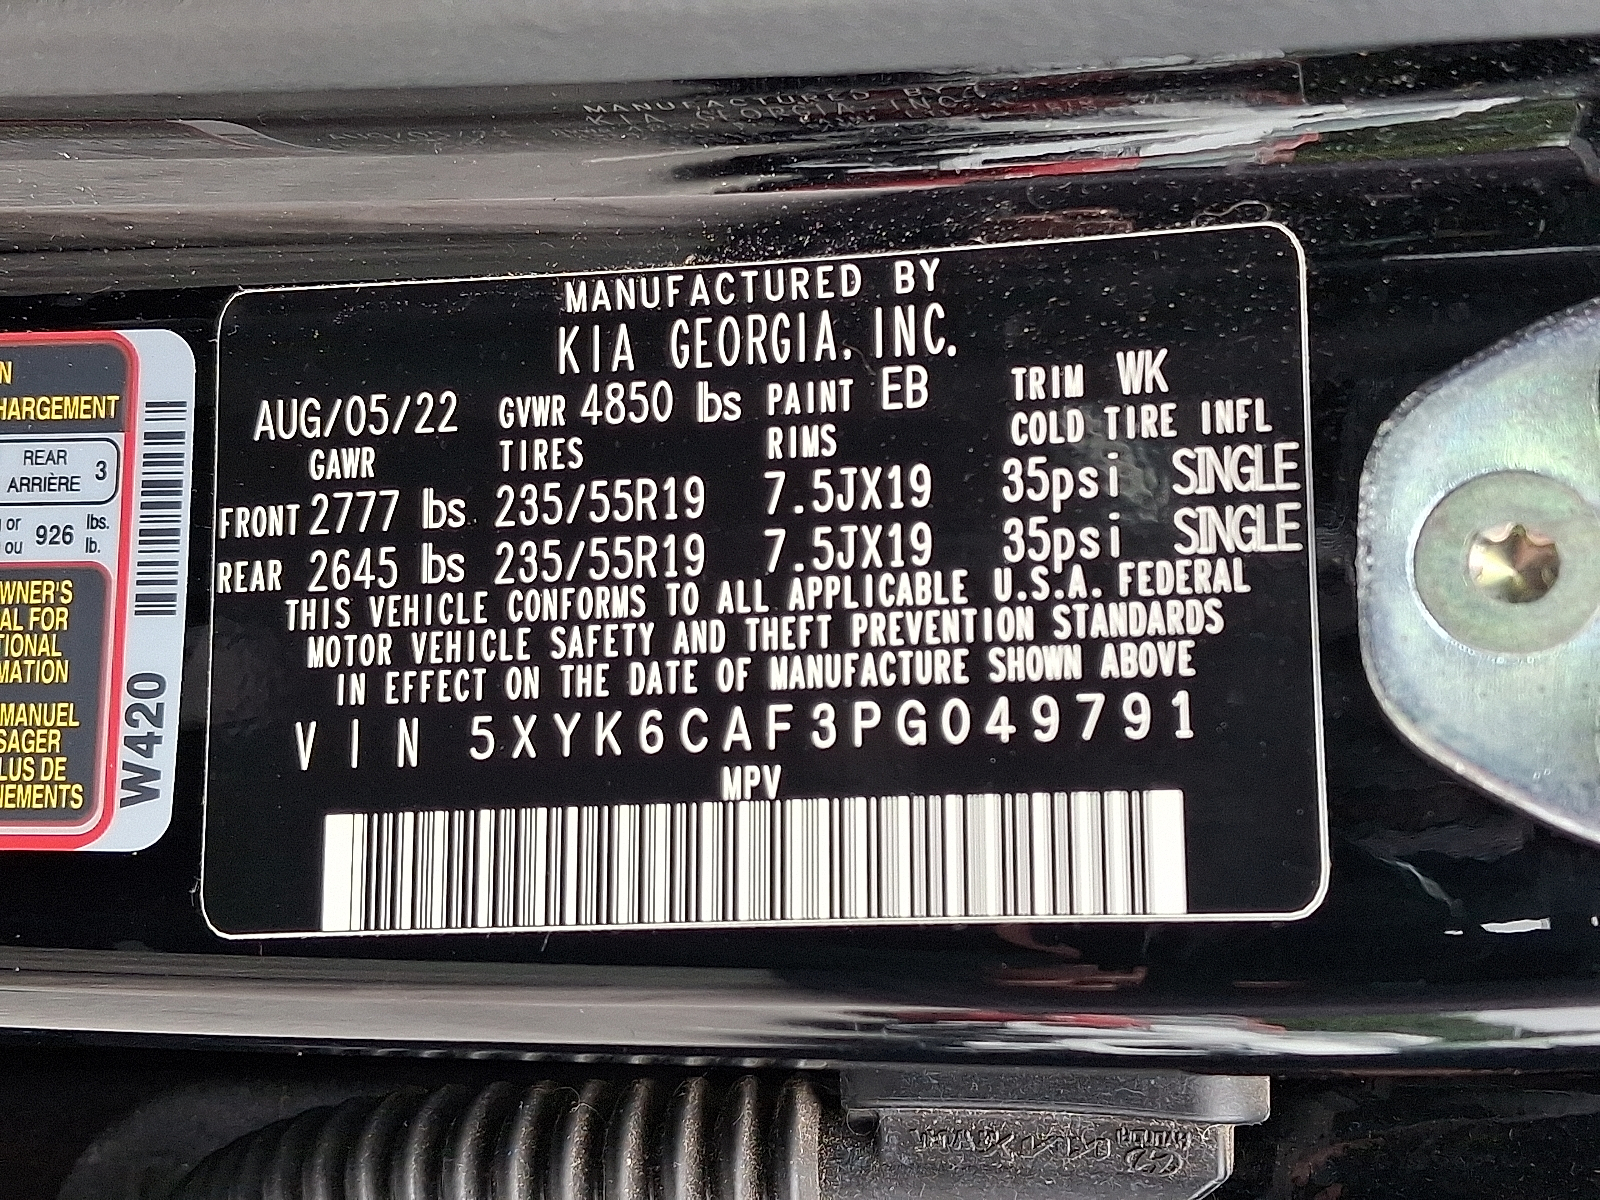 MANUFACTURED BY
KIA GEORGIA. INC.
AUG/05/22 GVWR 4850 lbs PAINT EB TRIM WK
GAWR TIRES RIMS COLD TIRE INFL
FRONT 2777 lbs 235/55R19 7.5JX19 35psi SINGLE
REAR 2645 lbs 235/55R19 7.5JX19 35psi SINGLE
THIS VEHICLE CONFORMS TO ALL APPLICABLE U.S.A. FEDERAL
MOTOR VEHICLE SAFETY AND THEFT PREVENTION STANDARDS
IN EFFECT ON THE DATE OF MANUFACTURE SHOWN ABOVE
VIN 5XYK6CAF3PG049791
MPV
N
HARGEMENT
REAR
ARRIÈRE 3
or
ou 926 lbs.
lb.
WNER'S
AL FOR
TIONAL
MATION
MANUEL
SAGER
LUS DE
NEMENTS
W420